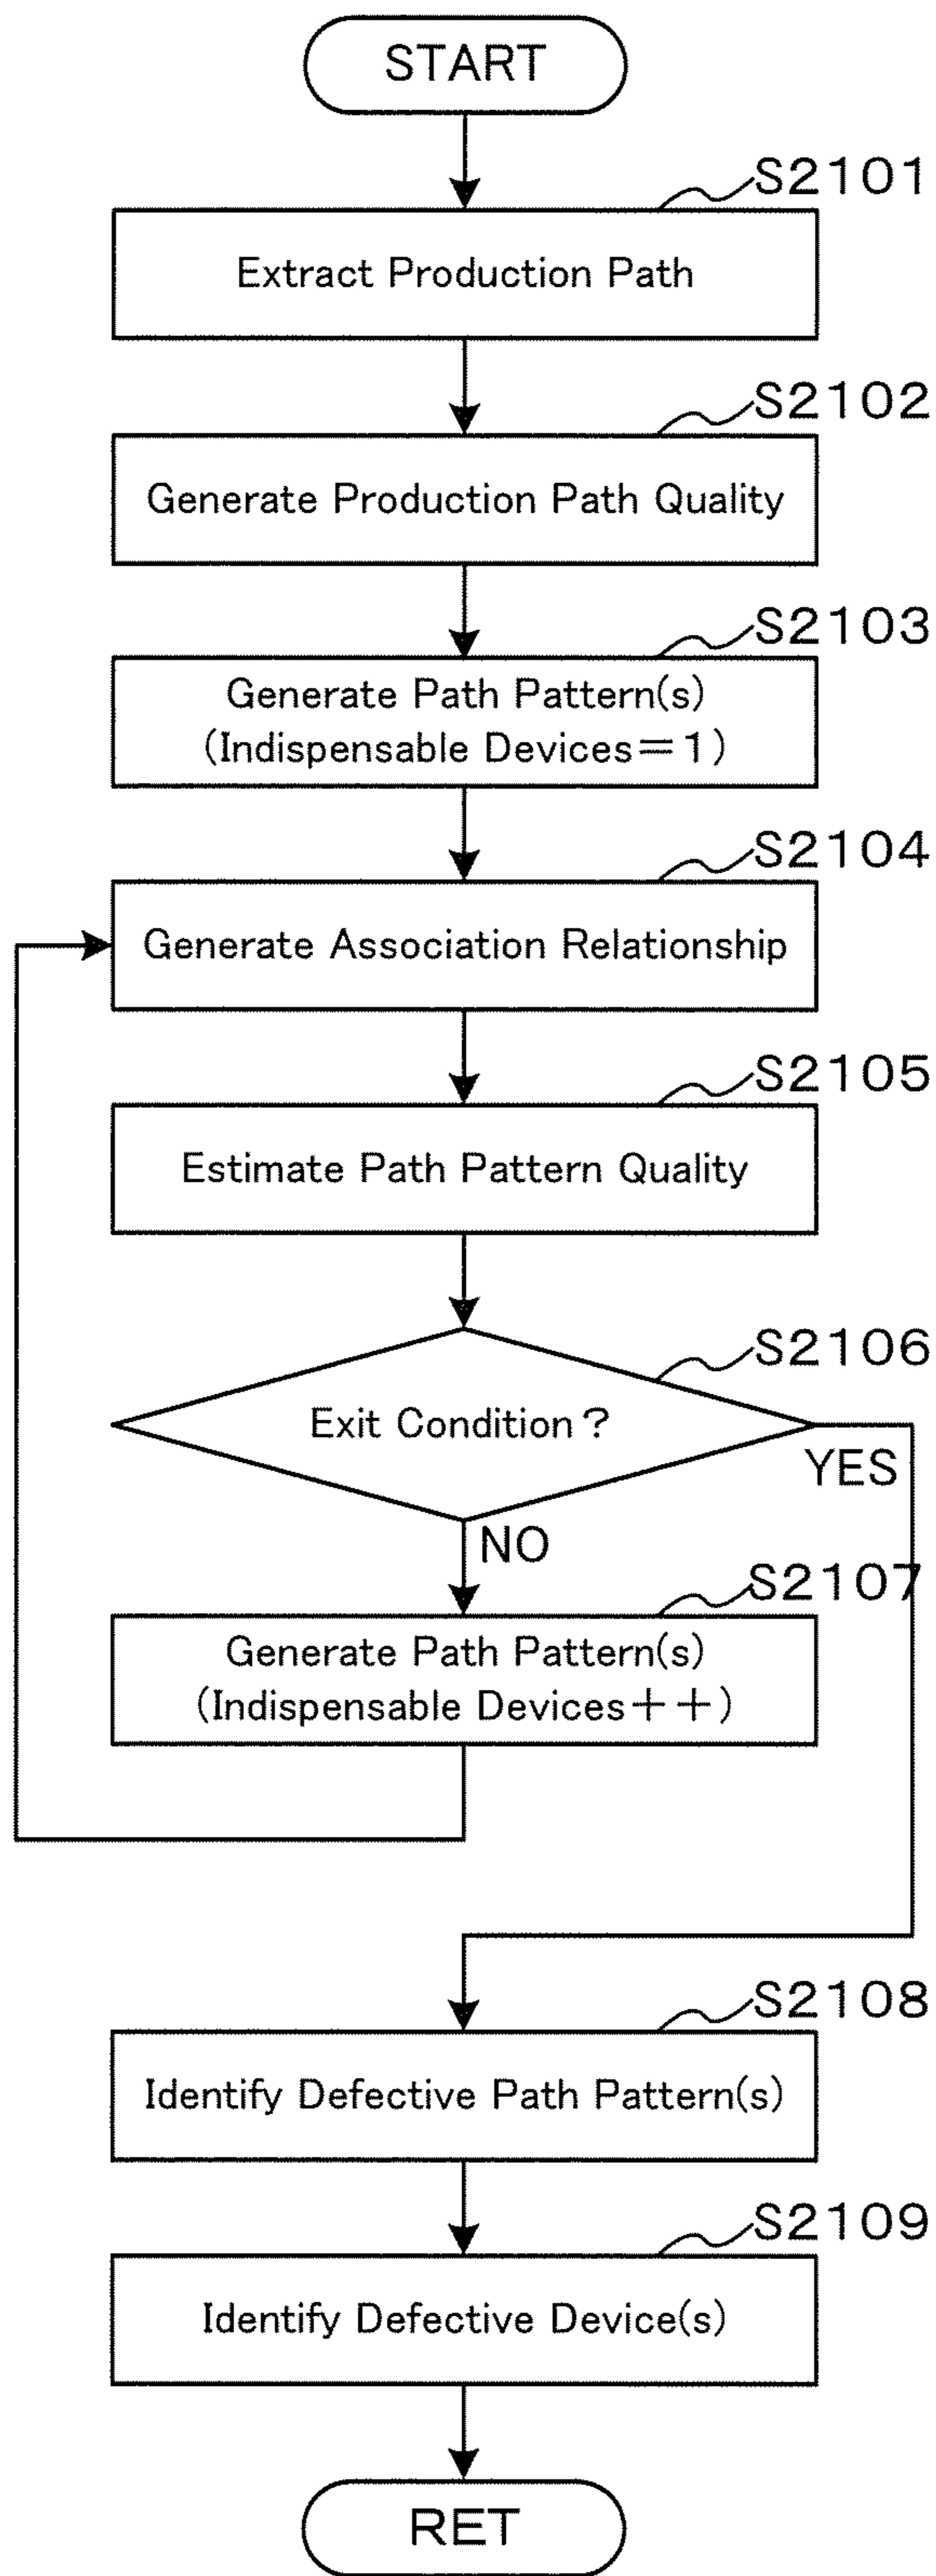 START
S2101
Extract Production Path
S2102
Generate Production Path Quality
S2103
Generate Path Pattern(s)
(Indispensable Devices=1)
S2104
Generate Association Relationship
S2105
Estimate Path Pattern Quality
S2106
Exit Condition?
YES
NO
S2107
Generate Path Pattern(s)
(Indispensable Devices++)
S2108
Identify Defective Path Pattern(s)
S2109
Identify Defective Device(s)
RET